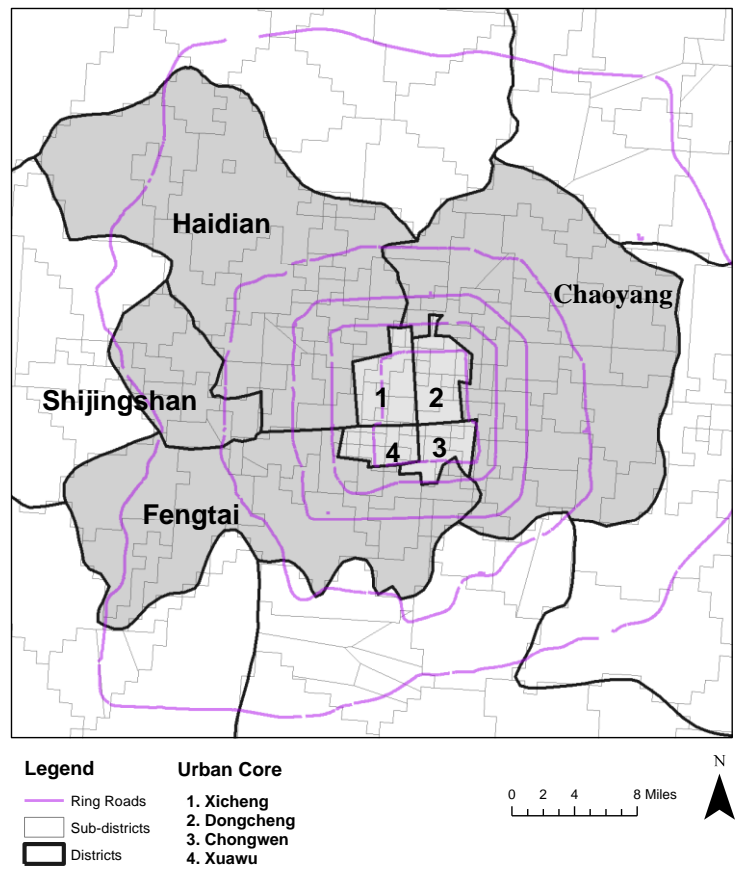 Haidian
Chaoyang
Shijingshan
1
2
4
3
Fengtai
Legend
Ring Roads
Sub-districts
Districts
Urban Core
1. Xicheng
2. Dongcheng
3. Chongwen
4. Xuawu
0 2 4 8 Miles
N